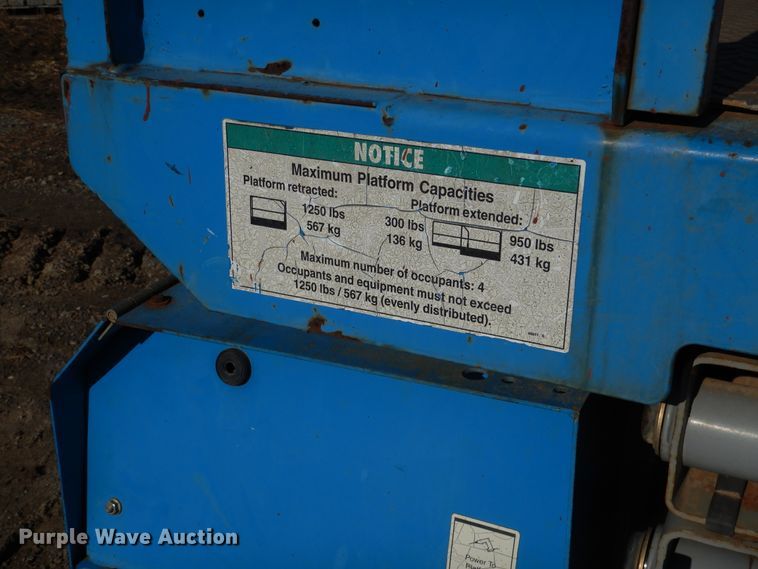 NOTICE
Maximum Platform Capacities
Platform retracted:
Platform extended:
1250 lbs
567 kg
300 lbs
136 kg
950 lbs
431 kg
Maximum number of occupants: 4
Occupants and equipment must not exceed
1250 lbs / 567 kg (evenly distributed).
Power To
Purple Wave Auction